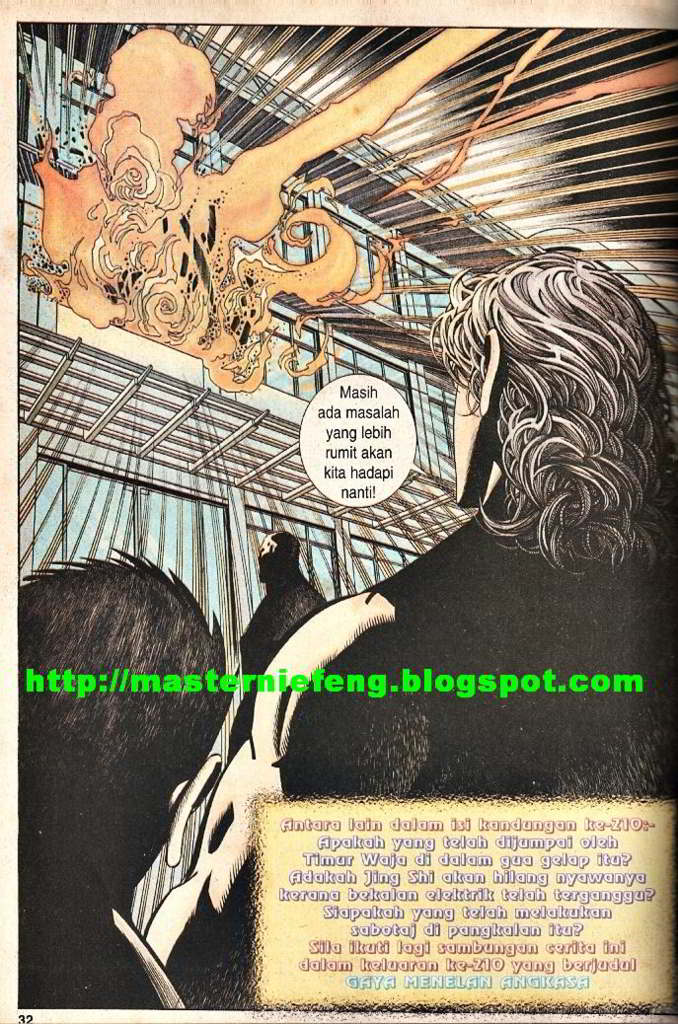 Masih
ada masalah
yang lebih
rumit akan
kita hadapi
nanti!
http://masterniefeng.blogspot.com
Antara lain dalam isi kandungan ke-210:-
Apakah yang telah dijumpai oleh
Timur Waja di dalam gua gelap itu?
Adakah Jing Shi akan hilang nyawanya
kerana bekalan elektrik telah terganggu?
Siapakah yang telah melakukan
sabotaj di pangkalan itu?
Sila ikuti lagi sambungan cerita ini
dalam keluaran ke-210 yang berjudul
GAYA MENELAN ANGKASA
32